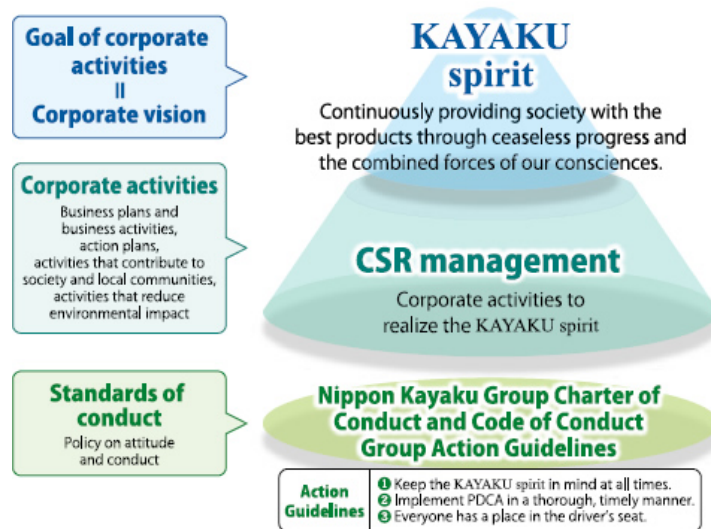 Goal of corporate
activities
=
Corporate vision
KAYAKU
spirit
Continuously providing society with the
best products through ceaseless progress and
the combined forces of our consciences.
Corporate activities
Business plans and
business activities,
action plans,
activities that contribute to
society and local communities,
activities that reduce
environmental impact
CSR management
Corporate activities to
realize the KAYAKU spirit
Standards of
conduct
Policy on attitude
and conduct
Nippon Kayaku Group Charter of
Conduct and Code of Conduct
Group Action Guidelines
Action
Guidelines
❶ Keep the KAYAKU spirit in mind at all times.
❷ Implement PDCA in a thorough, timely manner.
❸ Everyone has a place in the driver's seat.